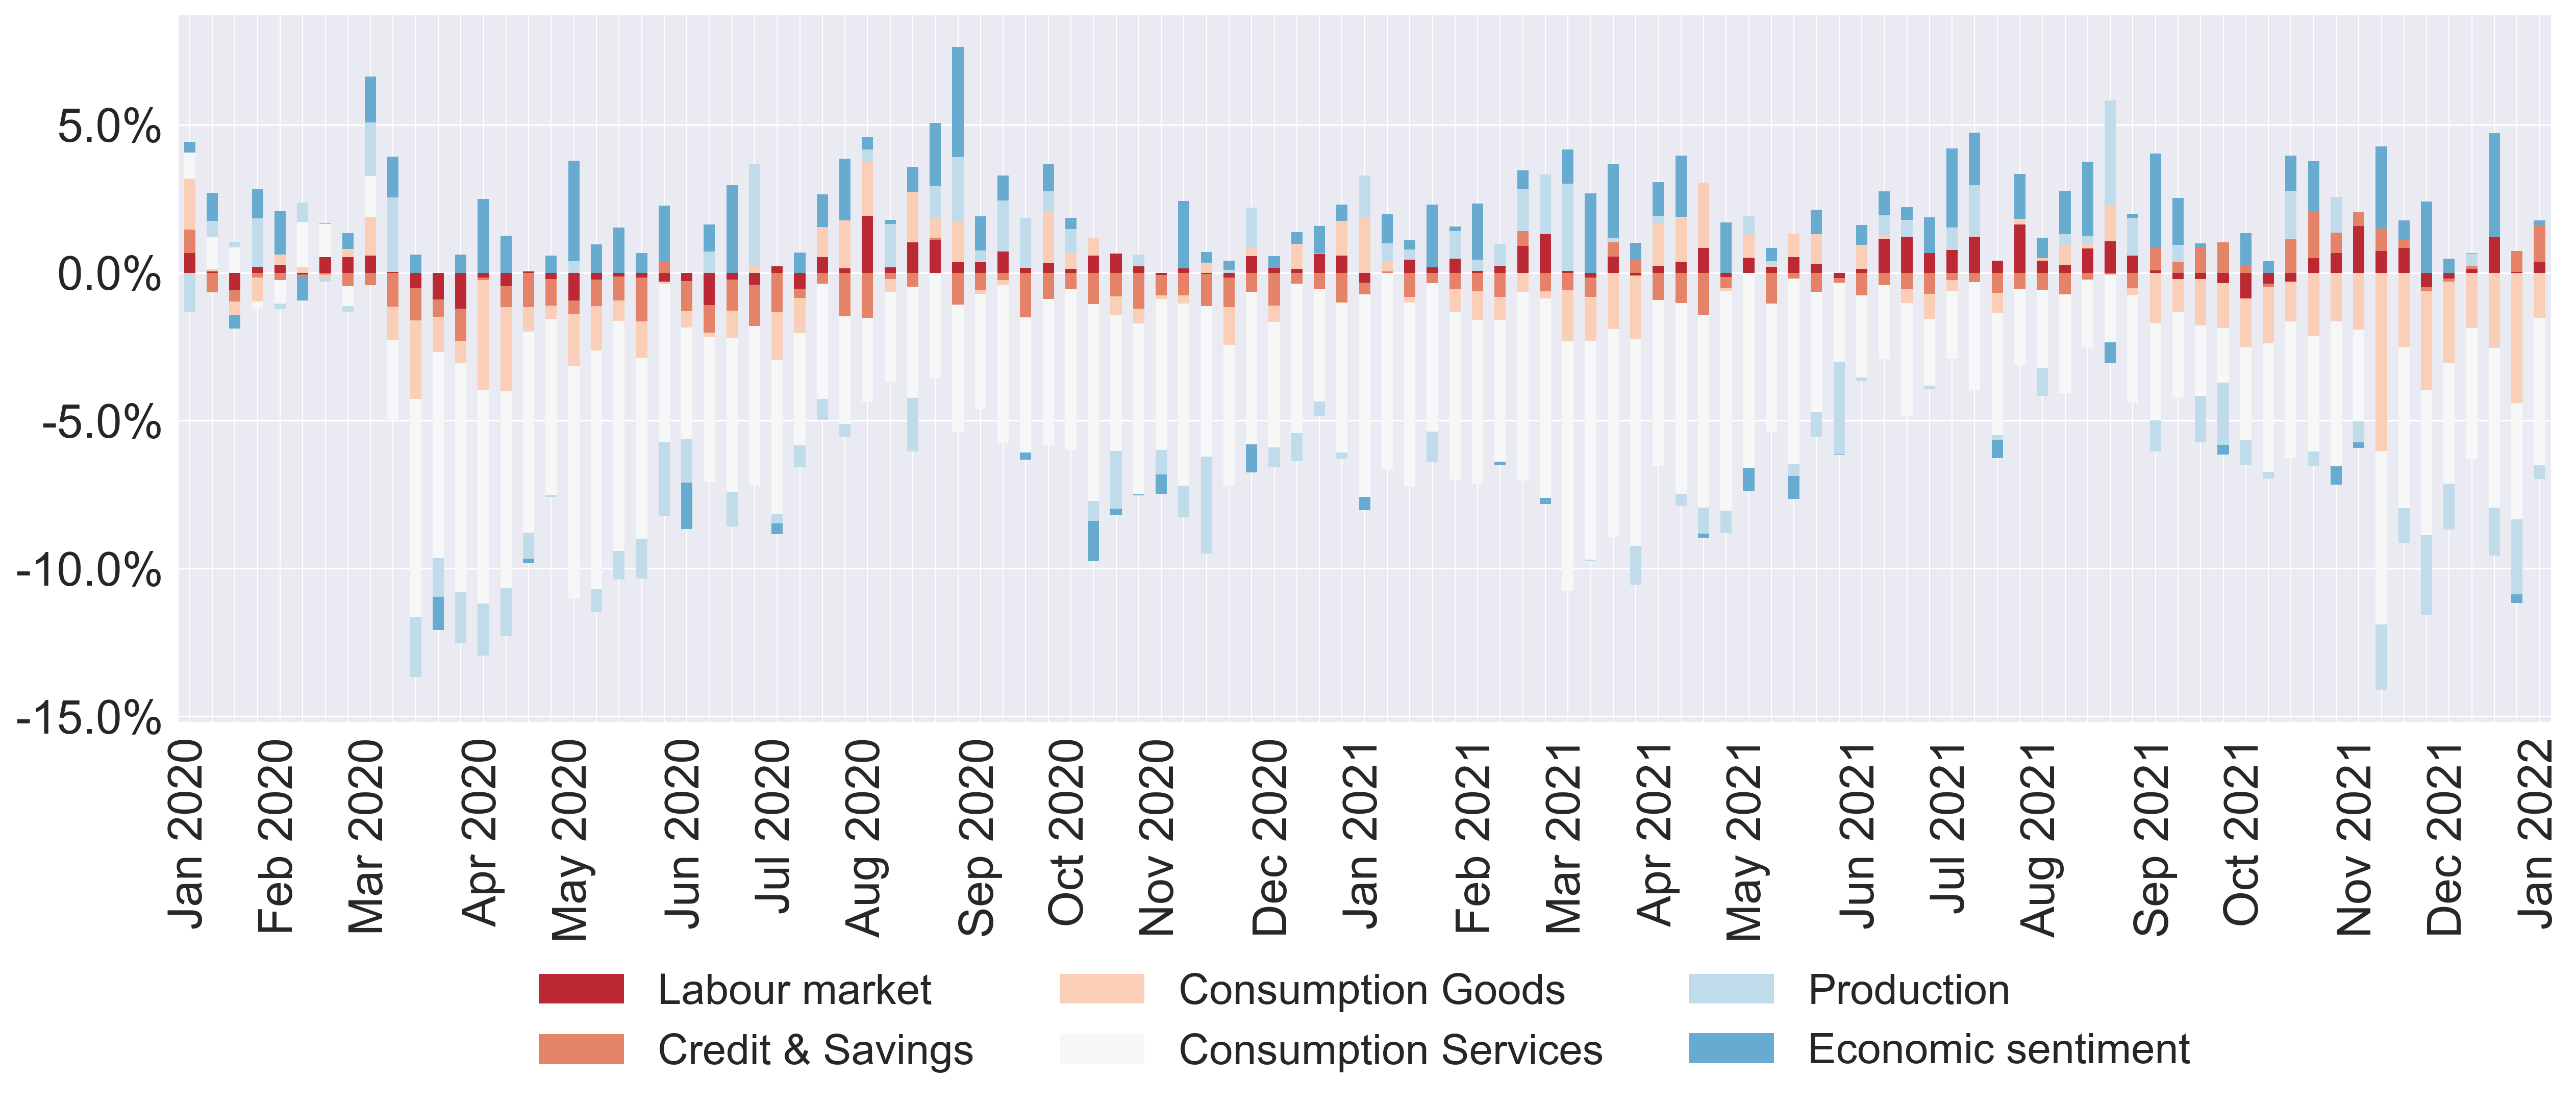 5.0%
0.0%
-5.0%
-10.0%
-15.0%
Jan 2020
Feb 2020
Mar 2020
Apr 2020
May 2020
Jun 2020
Jul 2020
Aug 2020
Sep 2020
Oct 2020
Nov 2020
Dec 2020
Jan 2021
Feb 2021
Mar 2021
Apr 2021
May 2021
Jun 2021
Jul 2021
Aug 2021
Sep 2021
Oct 2021
Nov 2021
Dec 2021
Jan 2022
Labour market
Consumption Goods
Production
Credit & Savings
Consumption Services
Economic sentiment